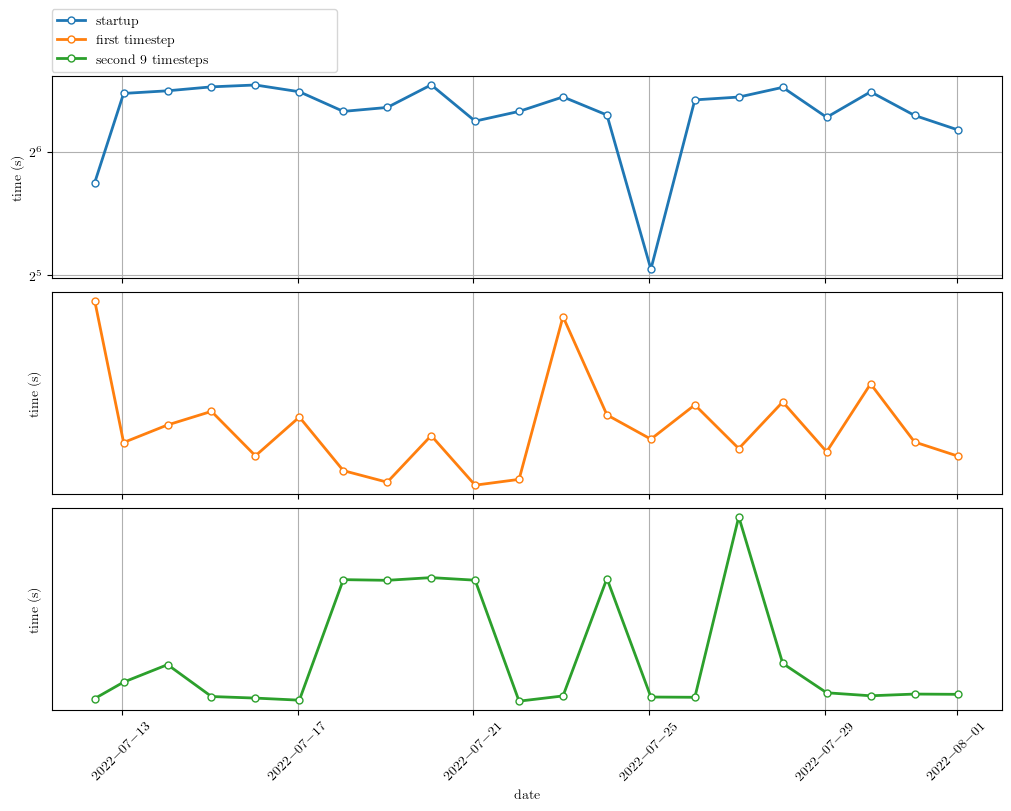 startup
first timestep
second 9 timesteps
time (s)
2^6
2^5
time (s)
time (s)
2022−07−13
2022−07−17
2022−07−21
2022−07−25
2022−07−29
2022−08−01
date